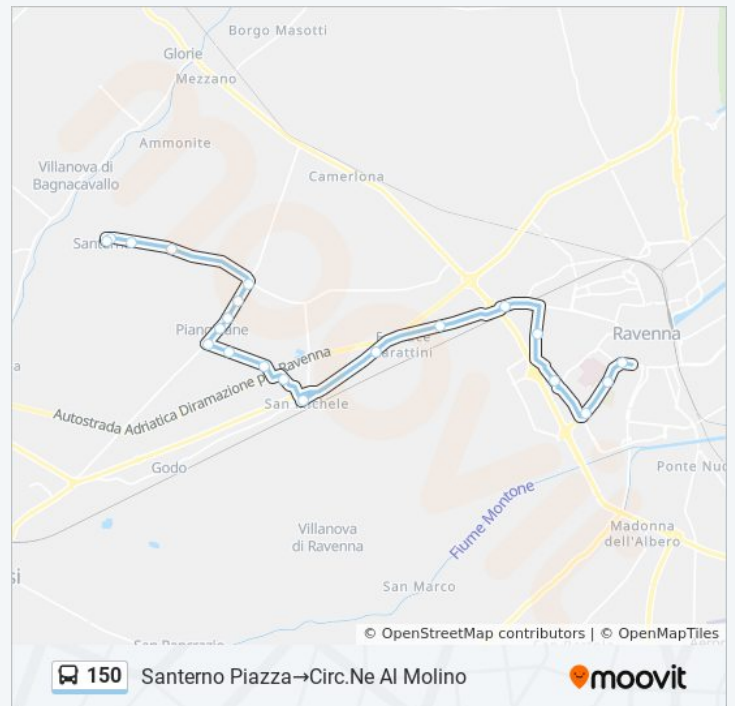 Borgo Masotti
Glorie
Mezzano
Ammonite
Villanova di
Bagnacavallo
Camerlona
Ravenna
Autostrada Adriatica Diramazione per Ravenna
San Michele
Godo
Ponte Nuo
Fiume Montone
Villanova
di Ravenna
Madonna
dell'Albero
San Marco
© OpenStreetMap contributors | © OpenMapTiles
150 Santerno Piazza→Circ.Ne Al Molino
moovit